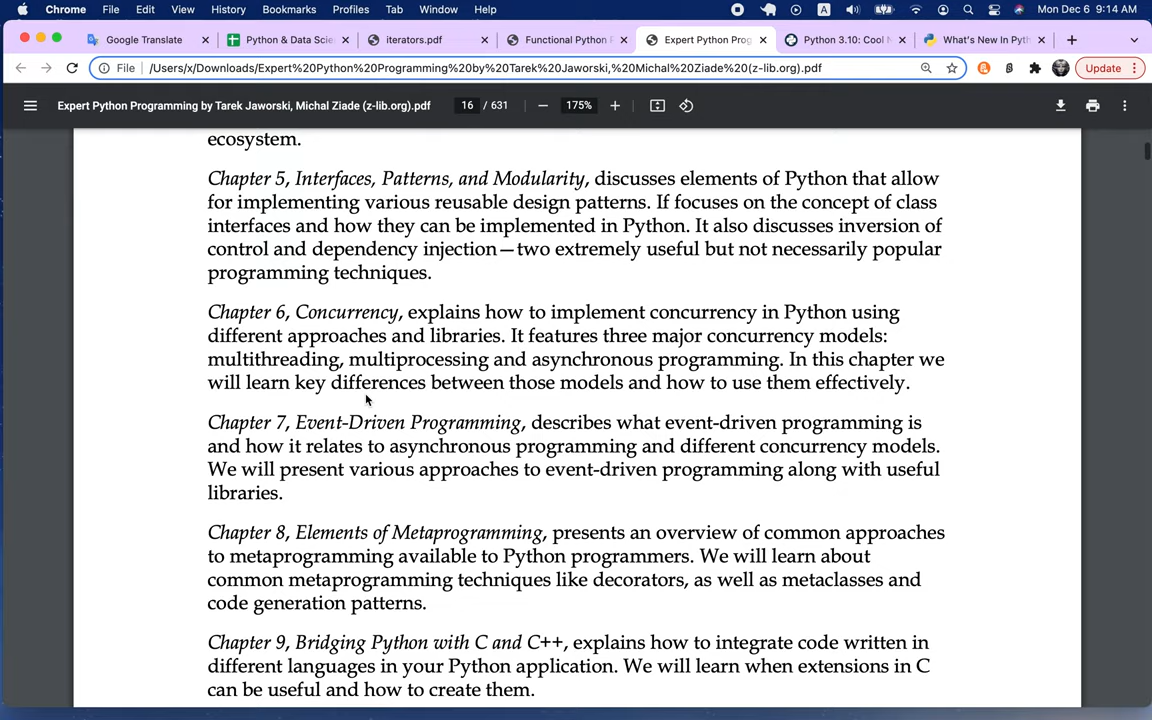 Chrome File Edit View History Bookmarks Profiles Tab Window Help A Mon Dec 6 9:14 AM
Google Translate Python & Data Scie iterators.pdf Functional Python P Expert Python Prog Python 3.10: Cool N What's New In Pyth
File /Users/x/Downloads/Expert%20Python%20Programming%20by%20Tarek%20Jaworski,%20Michal%20Ziade%20(z-lib.org).pdf Update
Expert Python Programming by Tarek Jaworski, Michal Ziade (z-lib.org).pdf 16 / 631 175%
ecosystem.
Chapter 5, Interfaces, Patterns, and Modularity, discusses elements of Python that allow
for implementing various reusable design patterns. If focuses on the concept of class
interfaces and how they can be implemented in Python. It also discusses inversion of
control and dependency injection—two extremely useful but not necessarily popular
programming techniques.
Chapter 6, Concurrency, explains how to implement concurrency in Python using
different approaches and libraries. It features three major concurrency models:
multithreading, multiprocessing and asynchronous programming. In this chapter we
will learn key differences between those models and how to use them effectively.
Chapter 7, Event-Driven Programming, describes what event-driven programming is
and how it relates to asynchronous programming and different concurrency models.
We will present various approaches to event-driven programming along with useful
libraries.
Chapter 8, Elements of Metaprogramming, presents an overview of common approaches
to metaprogramming available to Python programmers. We will learn about
common metaprogramming techniques like decorators, as well as metaclasses and
code generation patterns.
Chapter 9, Bridging Python with C and C++, explains how to integrate code written in
different languages in your Python application. We will learn when extensions in C
can be useful and how to create them.